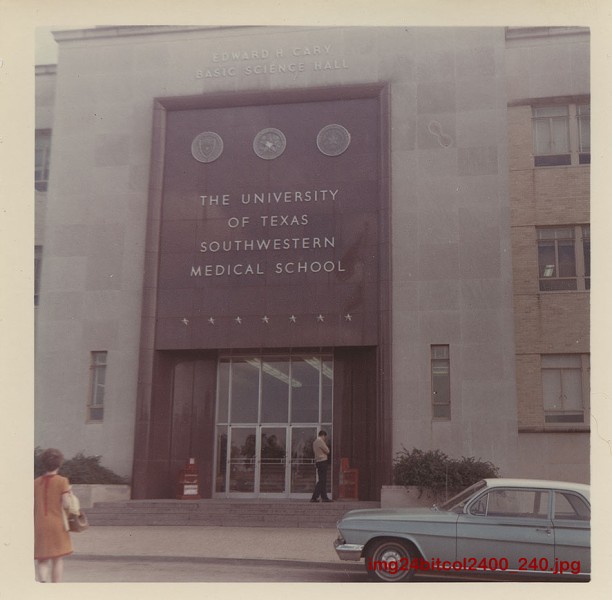 EDWARD H. CARY
BASIC SCIENCE HALL
THE UNIVERSITY
OF TEXAS
SOUTHWESTERN
MEDICAL SCHOOL
img24bitcol2400_240.jpg